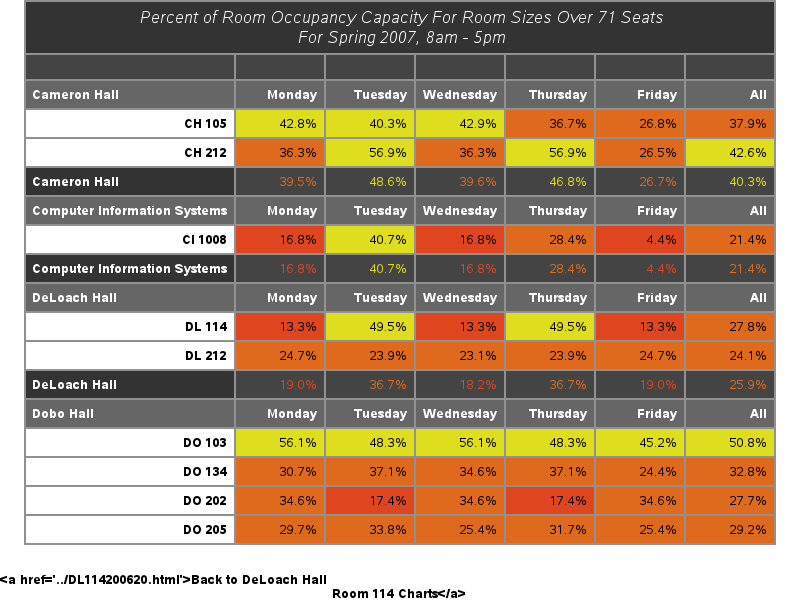 Percent of Room Occupancy Capacity For Room Sizes Over 71 Seats
For Spring 2007, 8am - 5pm
Cameron Hall Monday Tuesday Wednesday Thursday Friday All
CH 105 42.8% 40.3% 42.9% 36.7% 26.8% 37.9%
CH 212 36.3% 56.9% 36.3% 56.9% 26.5% 42.6%
Cameron Hall 39.5% 48.6% 39.6% 46.8% 26.7% 40.3%
Computer Information Systems Monday Tuesday Wednesday Thursday Friday All
CI 1008 16.8% 40.7% 16.8% 28.4% 4.4% 21.4%
Computer Information Systems 16.8% 40.7% 16.8% 28.4% 4.4% 21.4%
DeLoach Hall Monday Tuesday Wednesday Thursday Friday All
DL 114 13.3% 49.5% 13.3% 49.5% 13.3% 27.8%
DL 212 24.7% 23.9% 23.1% 23.9% 24.7% 24.1%
DeLoach Hall 19.0% 36.7% 18.2% 36.7% 19.0% 25.9%
Dobo Hall Monday Tuesday Wednesday Thursday Friday All
DO 103 56.1% 48.3% 56.1% 48.3% 45.2% 50.8%
DO 134 30.7% 37.1% 34.6% 37.1% 24.4% 32.8%
DO 202 34.6% 17.4% 34.6% 17.4% 34.6% 27.7%
DO 205 29.7% 33.8% 25.4% 31.7% 25.4% 29.2%
<a href='../DL114200620.html'>Back to DeLoach Hall
Room 114 Charts</a>